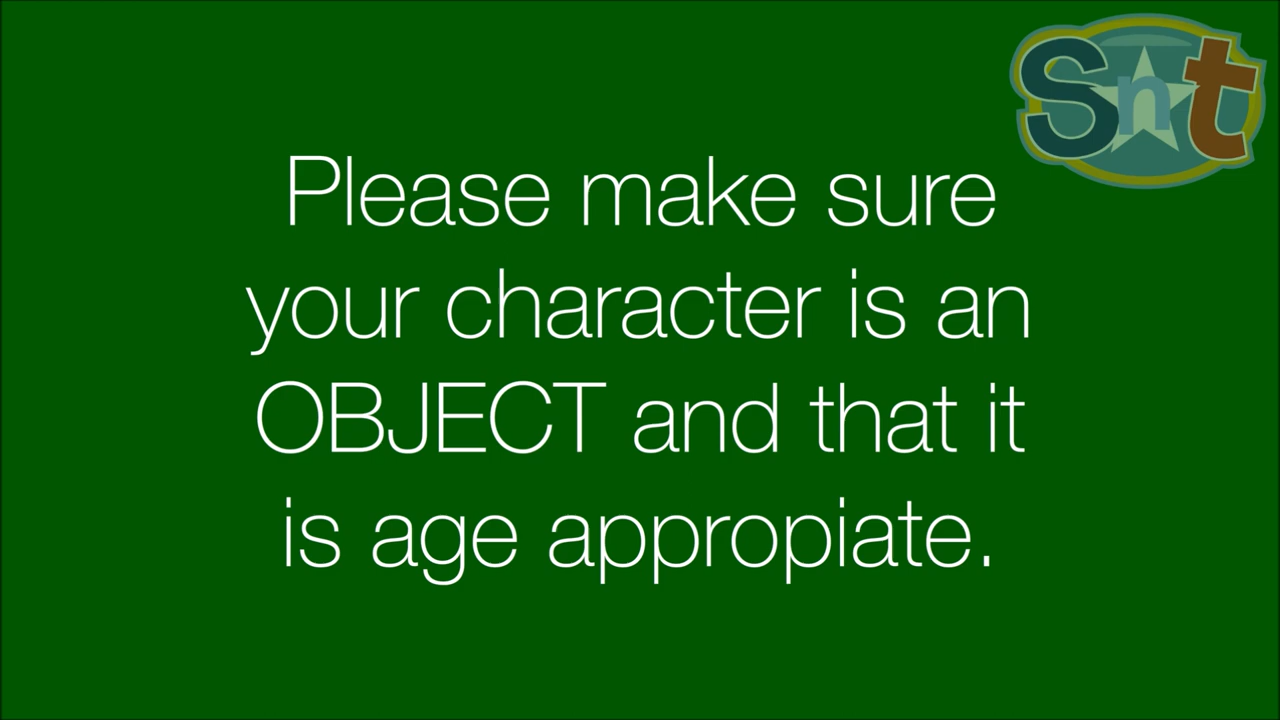 Snt
Please make sure
your character is an
OBJECT and that it
is age appropiate.